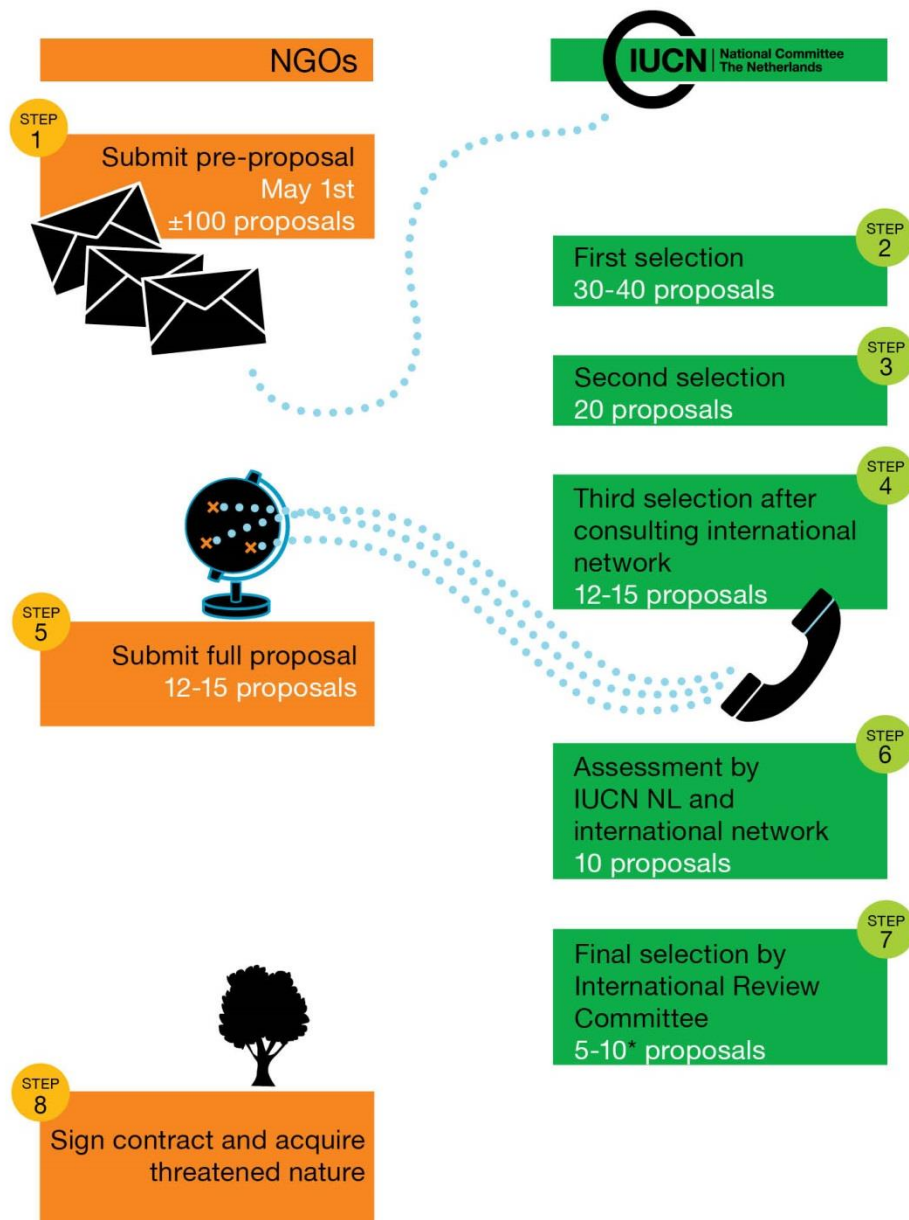 NGOs
IUCN
National Committee
The Netherlands
STEP
1
Submit pre-proposal
May 1st
±100 proposals
STEP
2
First selection
30-40 proposals
STEP
3
Second selection
20 proposals
STEP
4
Third selection after
consulting international
network
12-15 proposals
STEP
5
Submit full proposal
12-15 proposals
STEP
6
Assessment by
IUCN NL and
international network
10 proposals
STEP
7
Final selection by
International Review
Committee
5-10* proposals
STEP
8
Sign contract and acquire
threatened nature